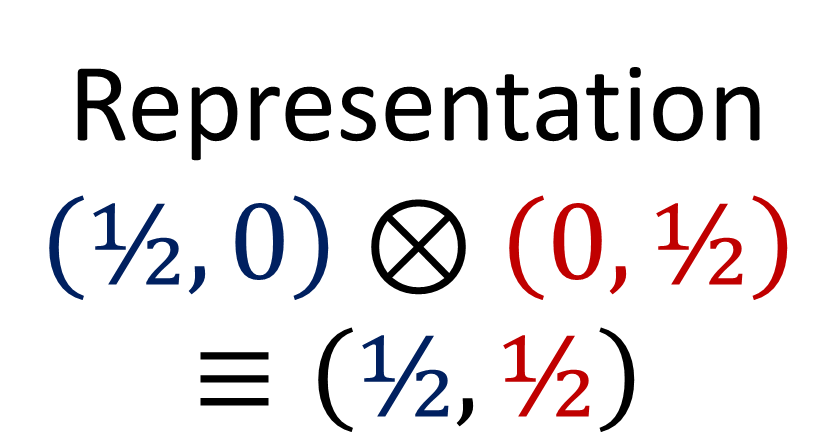 Representation
(½, 0) ⊗ (0, ½)
≡ (½, ½)